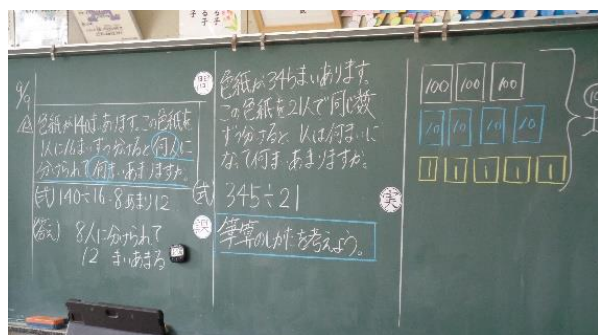 9/9
色紙が140まいあります。この色紙を
1人に16まいずつ分けると何人に
分けられて何まいあまりますか。
(式)140÷16=8あまり12
(答え) 8人に分けられて
12 まいあまる
色紙が345まいあります。
この色紙を21人で同じ数
ずつ分けると、1人は何まいに
なって何まいあまりますか。
(式) 345÷21
課
筆算のしかたを考えよう。
実
100 100 100
10 10 10 10
1 1 1 1 1